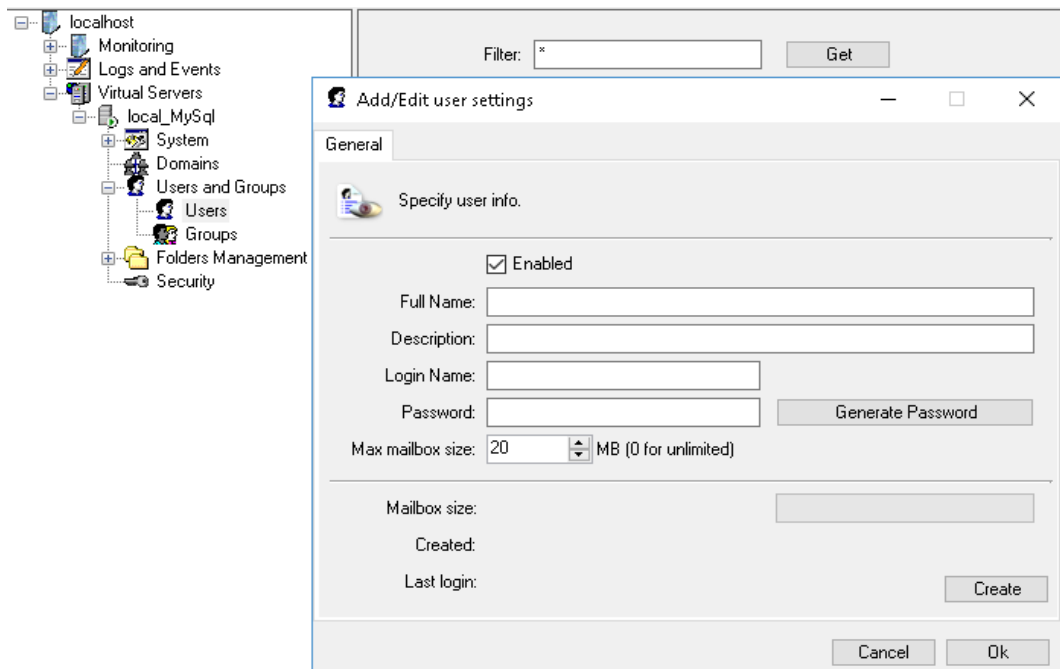 localhost
Monitoring
Logs and Events
Virtual Servers
local_MySql
System
Domains
Users and Groups
Users
Groups
Folders Management
Security
Filter: * Get
Add/Edit user settings
General
Specify user info.
Enabled
Full Name:
Description:
Login Name:
Password: Generate Password
Max mailbox size: 20 MB (0 for unlimited)
Mailbox size:
Created:
Last login:
Create
Cancel Ok